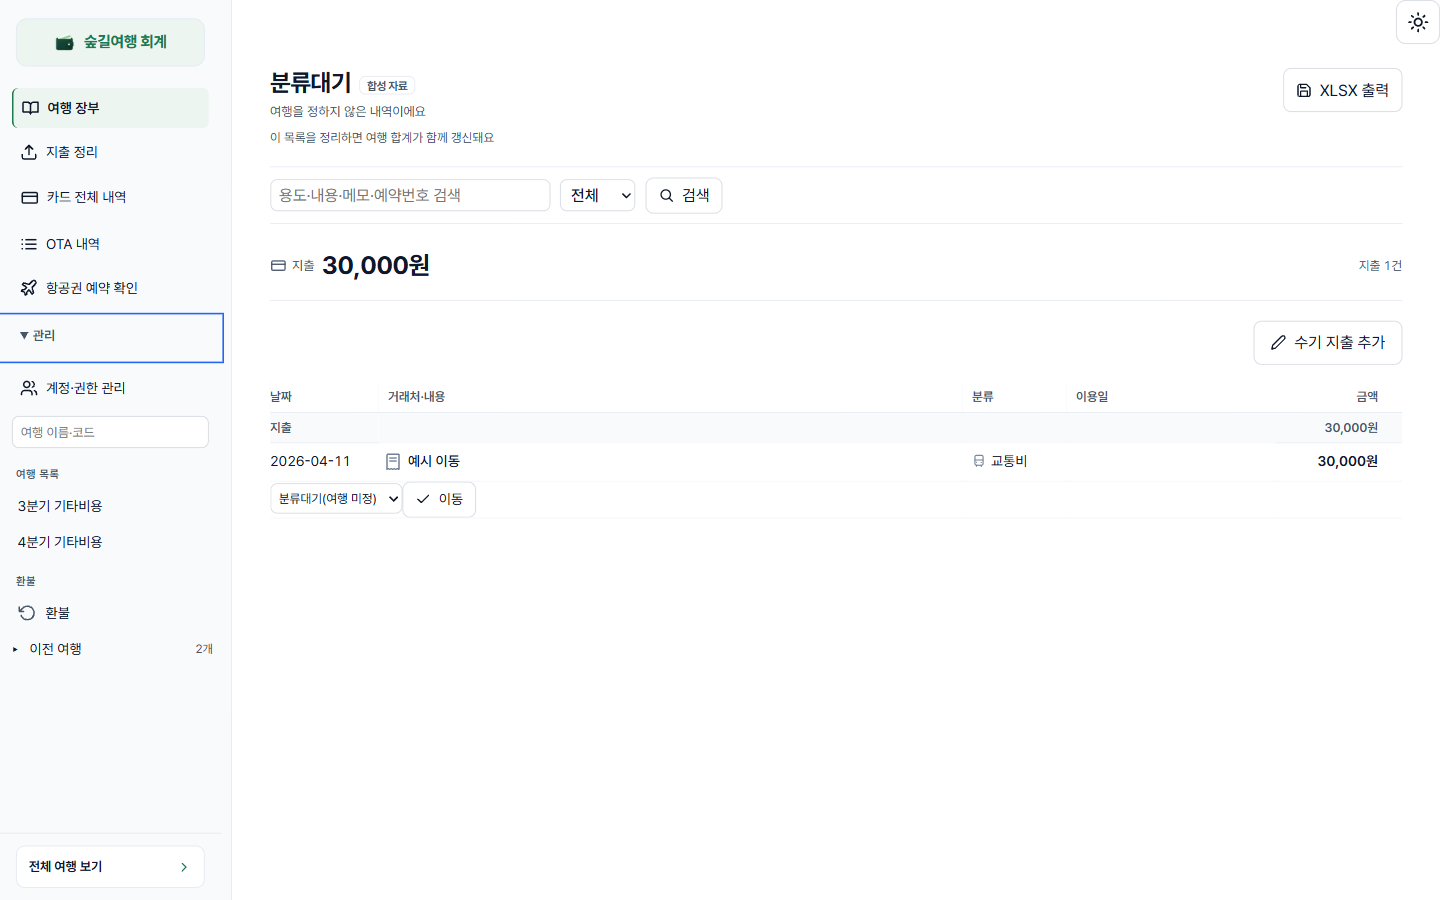 숲길여행 회계
여행 장부
지출 정리
카드 전체 내역
OTA 내역
항공권 예약 확인
▼ 관리
계정·권한 관리
여행 이름·코드
여행 목록
3분기 기타비용
4분기 기타비용
환불
환불
이전 여행 2개
전체 여행 보기
분류대기 합성 자료
여행을 정하지 않은 내역이에요
이 목록을 정리하면 여행 합계가 함께 갱신돼요
XLSX 출력
용도·내용·메모·예약번호 검색 전체 검색
지출 30,000원 지출 1건
수기 지출 추가
날짜 거래처·내용 분류 이용일 금액
지출 30,000원
2026-04-11 예시 이동 교통비 30,000원
분류대기(여행 미정) 이동